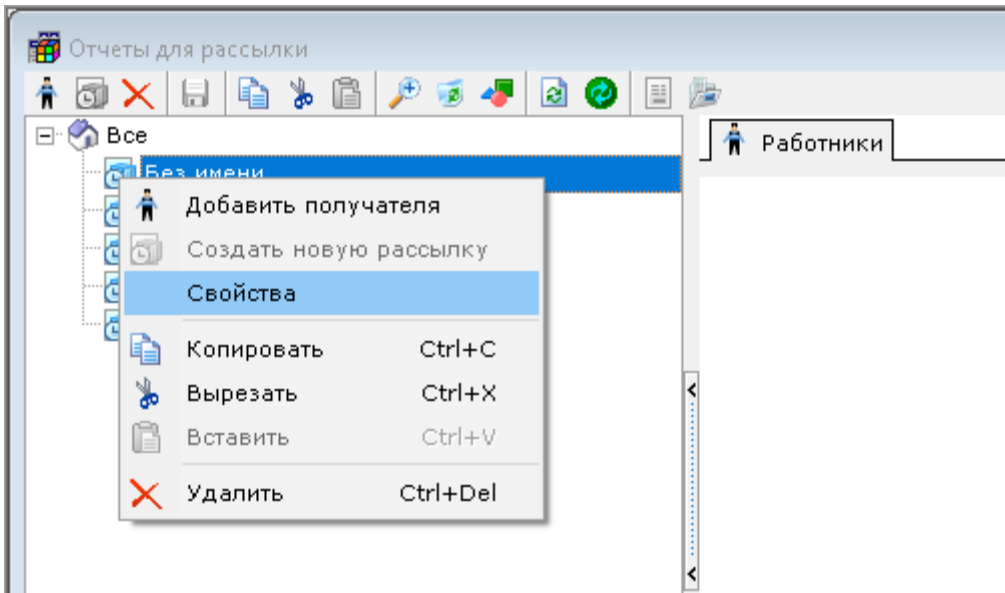 Отчеты для рассылки
Все
Работники
Без имени
Добавить получателя
Создать новую рассылку
Свойства
Копировать Ctrl+C
Вырезать Ctrl+X
Вставить Ctrl+V
Удалить Ctrl+Del